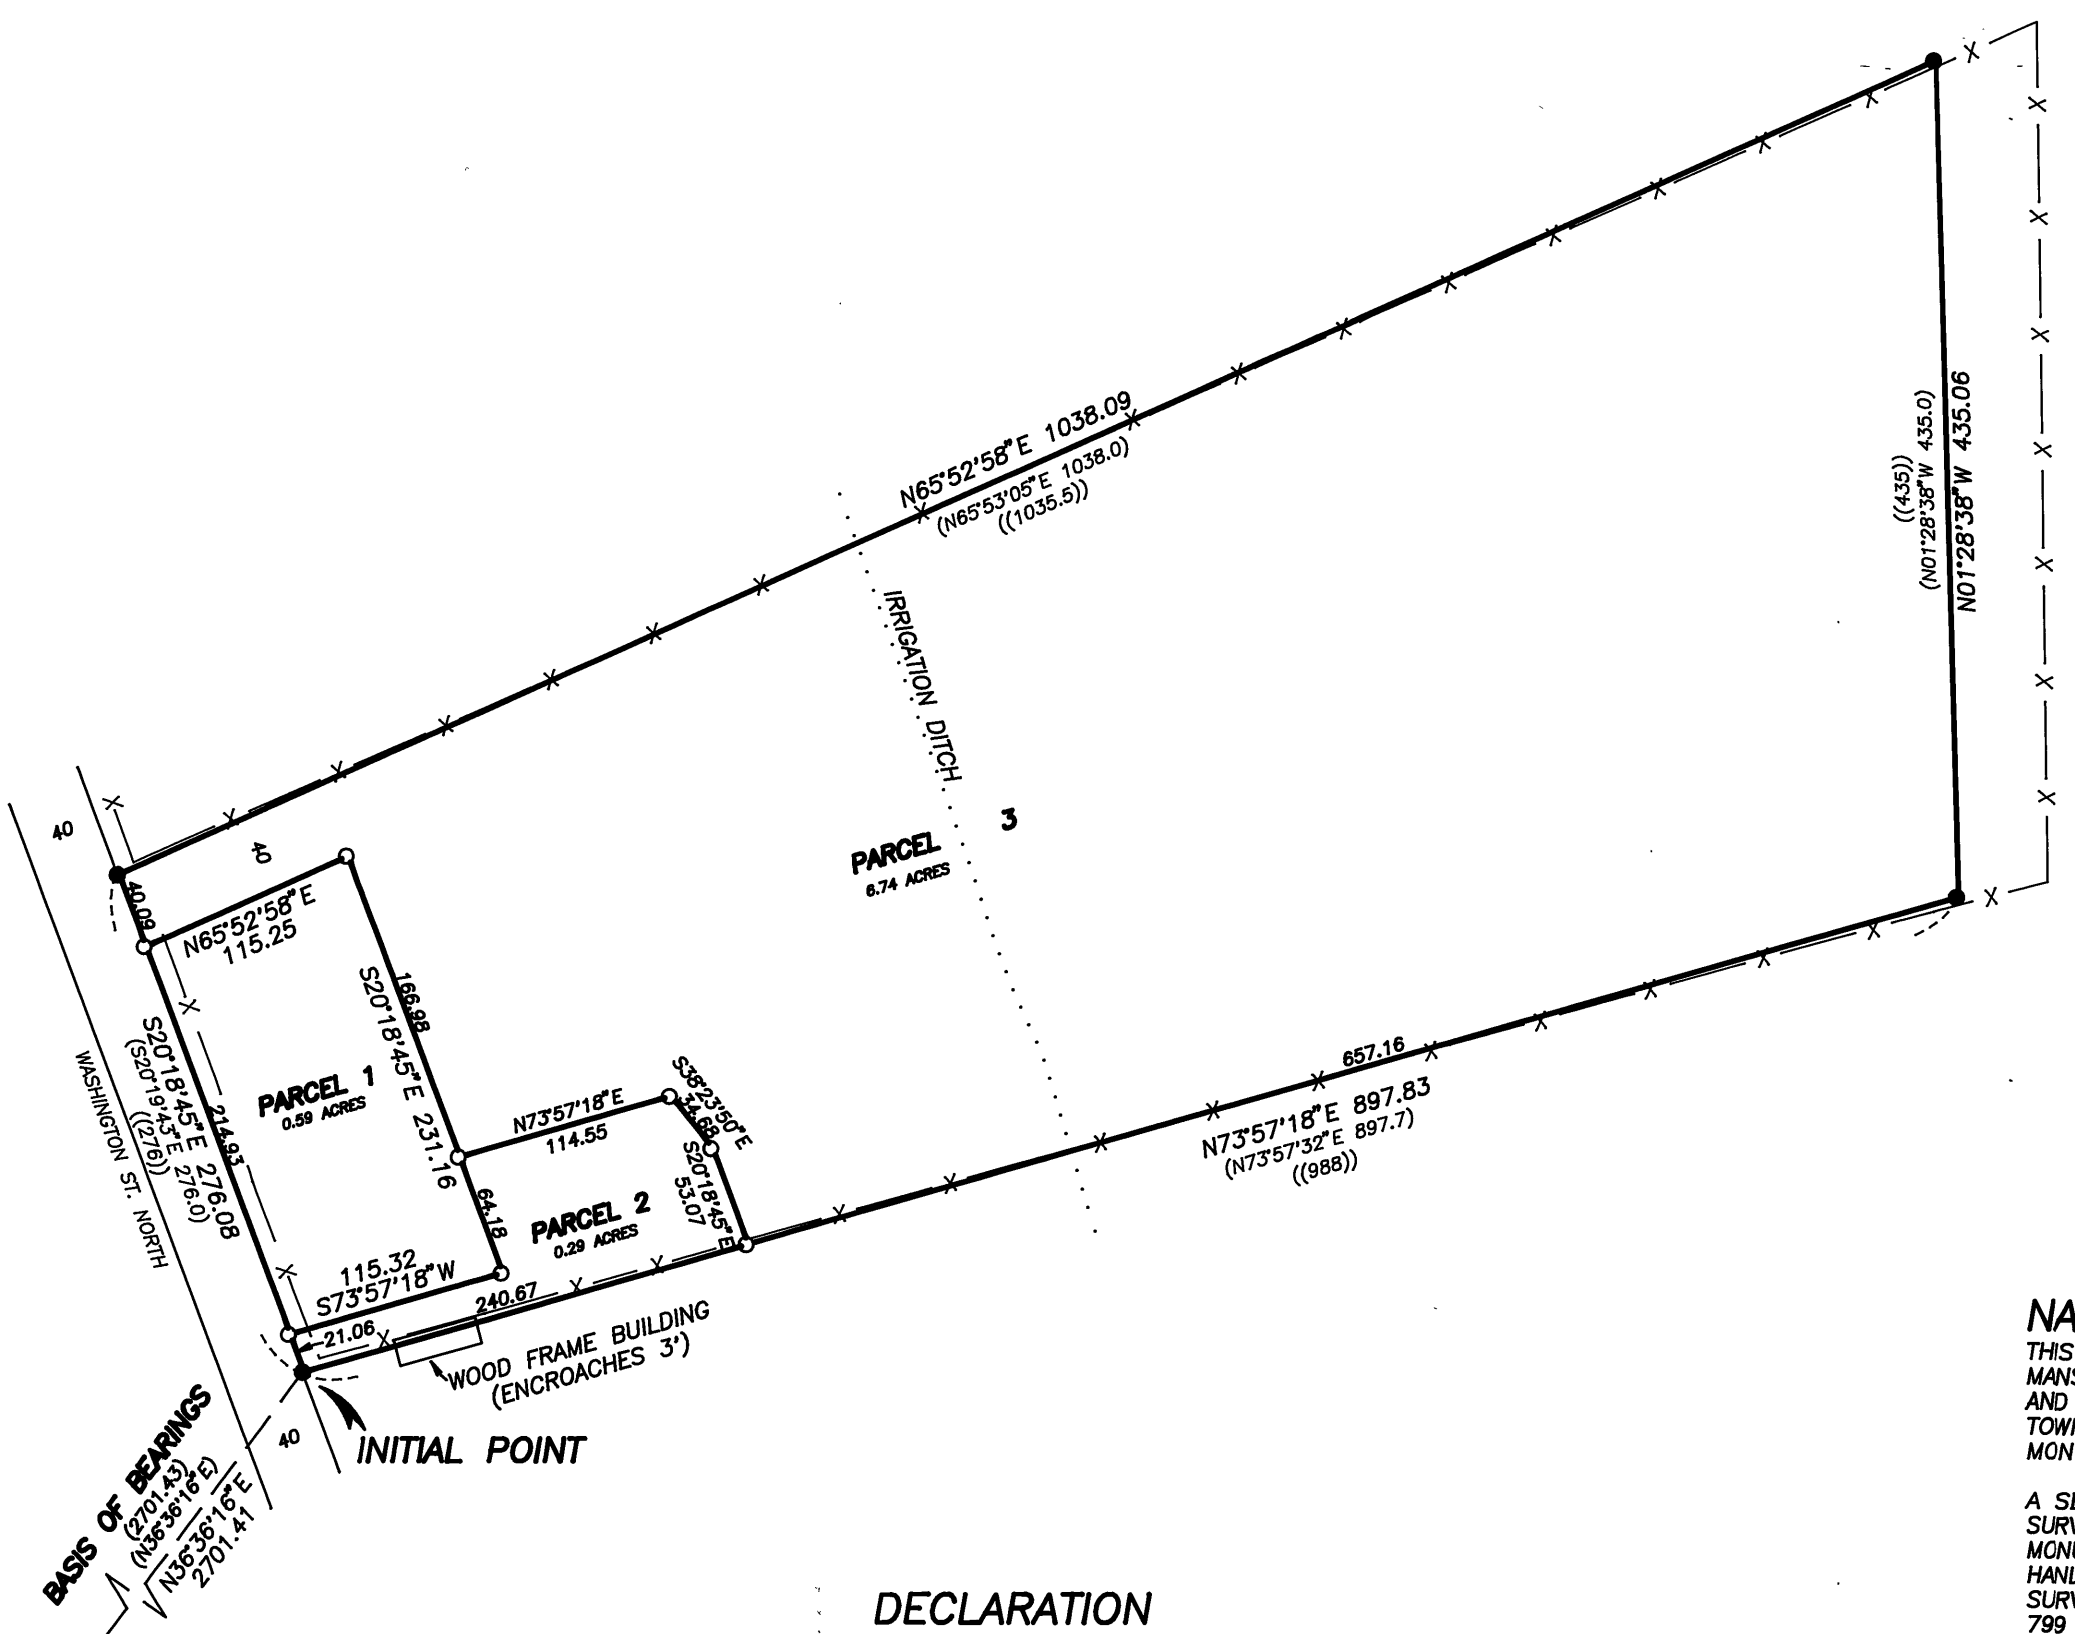 N65°52'58"E 1038.09
(N65°53'05"E 1038.0)
((1035.5))
((435))
(N01°28'38"W 435.0)
N01°28'38"W 435.06
IRRIGATION DITCH
40
40
40.09
N65°52'58"E
115.25
PARCEL 3
6.74 ACRES
166.98
S20°18'45"E 231.16
S20°18'45"E 276.08
(S20°19'43"E 276.0)
((276))
214.93
WASHINGTON ST. NORTH
PARCEL 1
0.59 ACRES
N73°57'18"E
114.55
S38°23'50"E
34.68
S20°18'45"E
53.07
64.18
PARCEL 2
0.29 ACRES
657.16
N73°57'18"E 897.83
(N73°57'32"E 897.7)
((988))
115.32
S73°57'18"W
240.67
21.06
WOOD FRAME BUILDING
(ENCROACHES 3')
INITIAL POINT
40
BASIS OF BEARINGS
(2701.43)
(N36°36'16"E)
N36°36'16"E
2701.41
DECLARATION
NA
THIS
MANS
AND
TOWN
MON
A SE
SURV
MONU
HANL
SURV
799